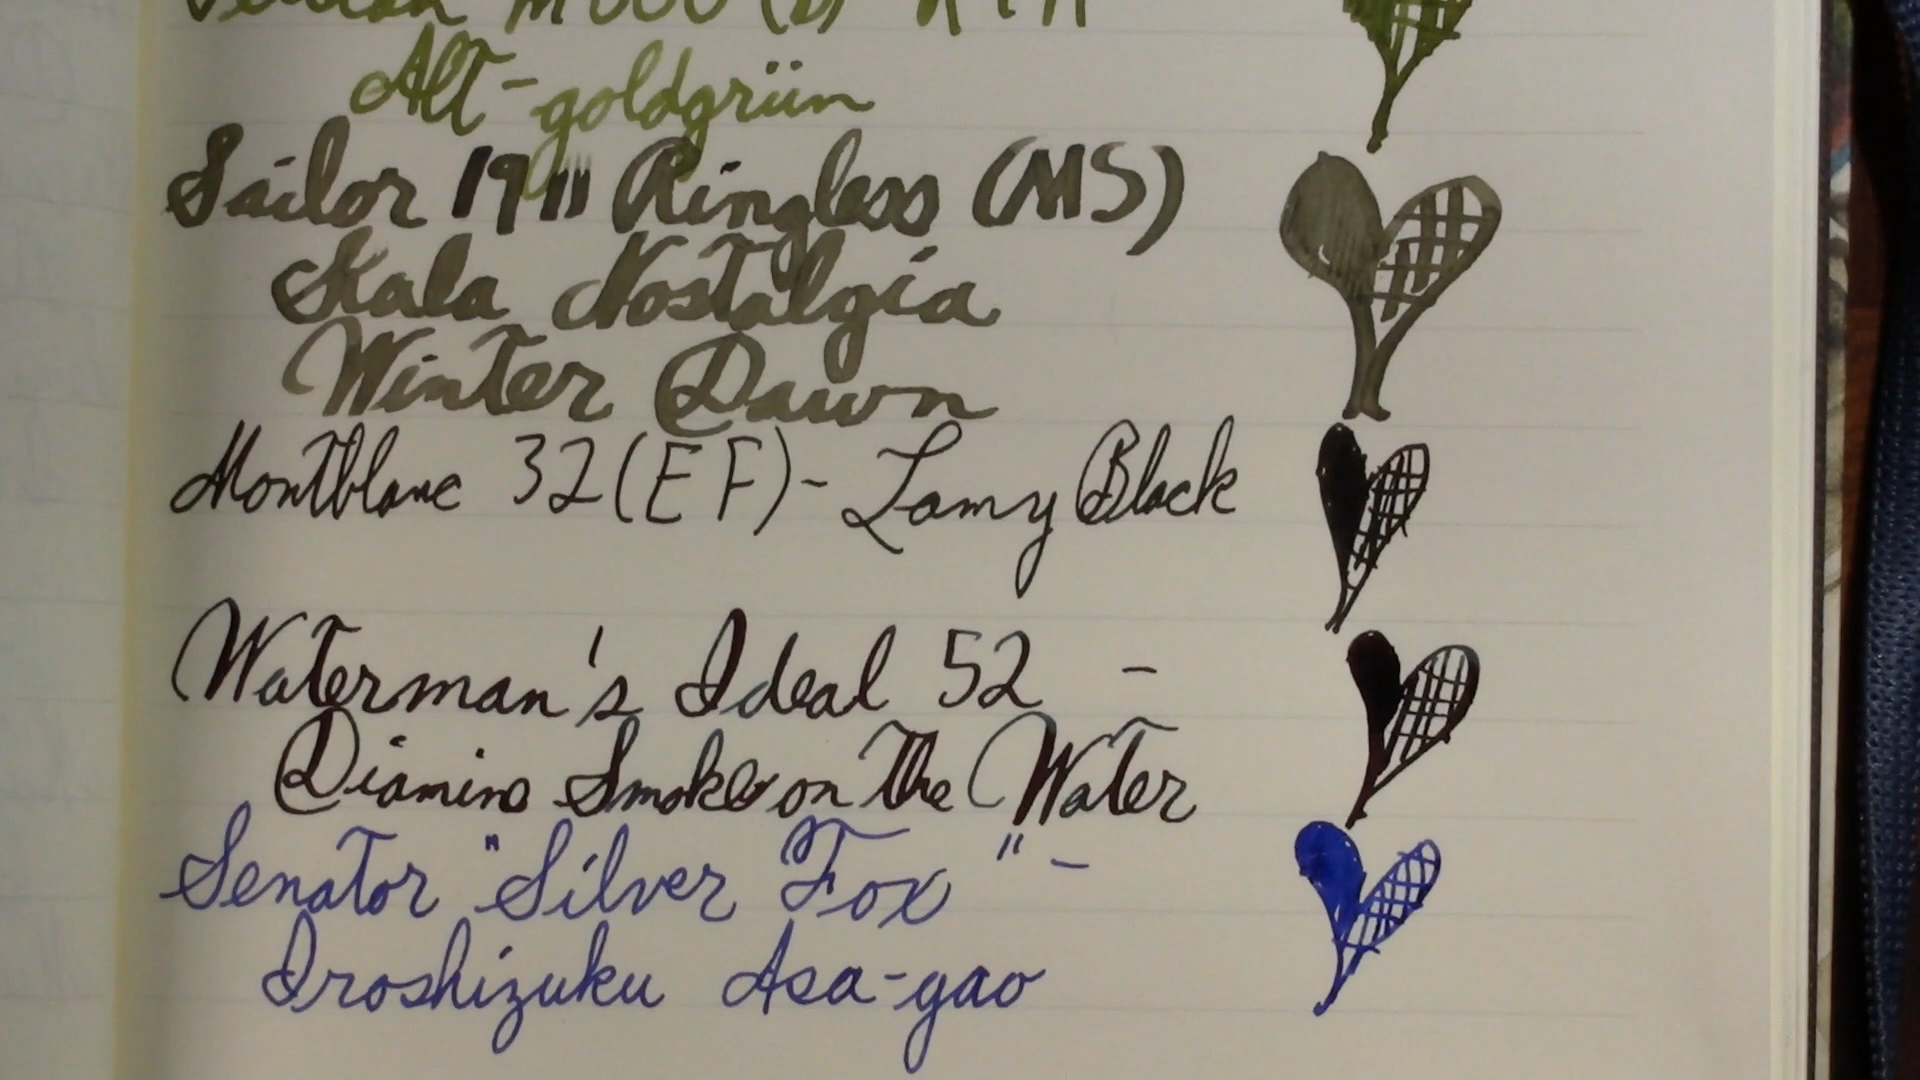 M800 (B) R & K
Alt-goldgrün
Sailor 1911 Ringless (MS)
Kala Nostalgia
Winter Dawn
Montblanc 32 (EF) - Lamy Black
Waterman's Ideal 52 -
Diamine Smoke on the Water
Senator "Silver Fox" -
Iroshizuku Asa-gao